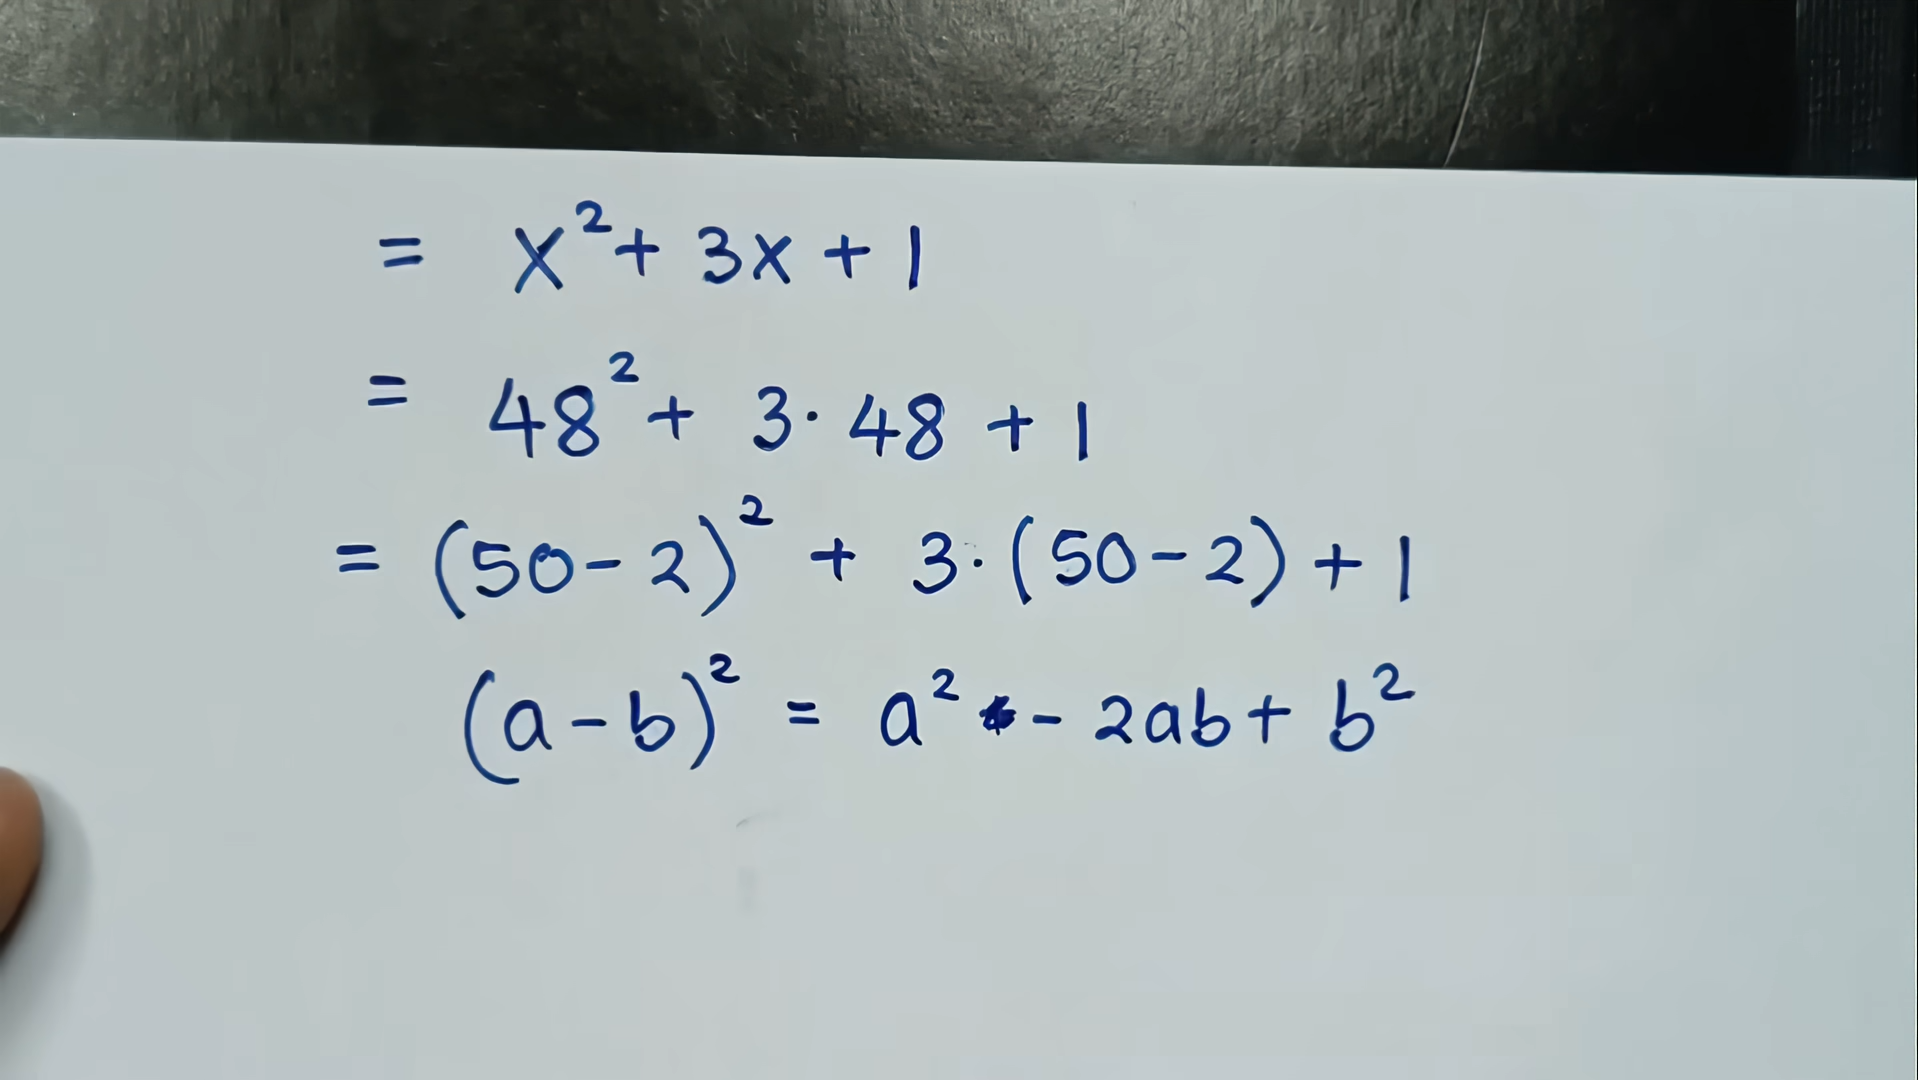 = x² + 3x + 1
= 48² + 3·48 + 1
= (50-2)² + 3·(50-2) + 1
(a-b)² = a² - 2ab + b²